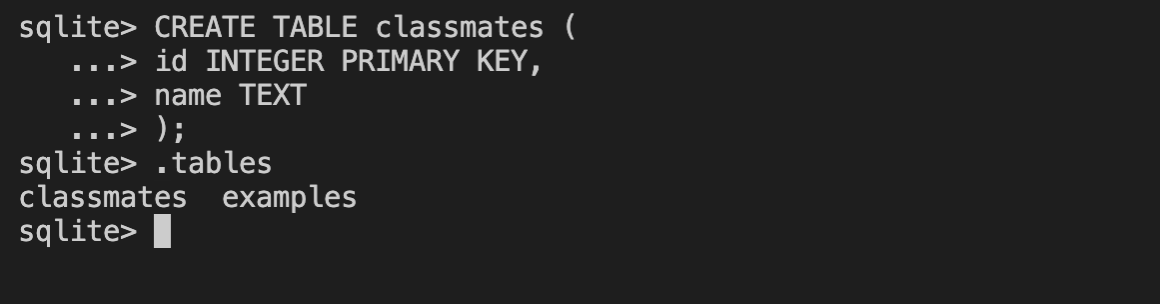 sqlite> CREATE TABLE classmates (
   ...> id INTEGER PRIMARY KEY,
   ...> name TEXT
   ...> );
sqlite> .tables
classmates  examples
sqlite>